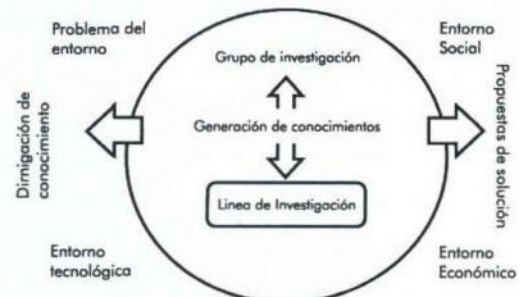 Problema del
entorno
Entorno
Social
Grupo de investigación
Dirnigación de
conocimiento
Generación de conocimientos
Propuestas de solución
Linea de Investigación
Entorno
tecnológica
Entorno
Económico